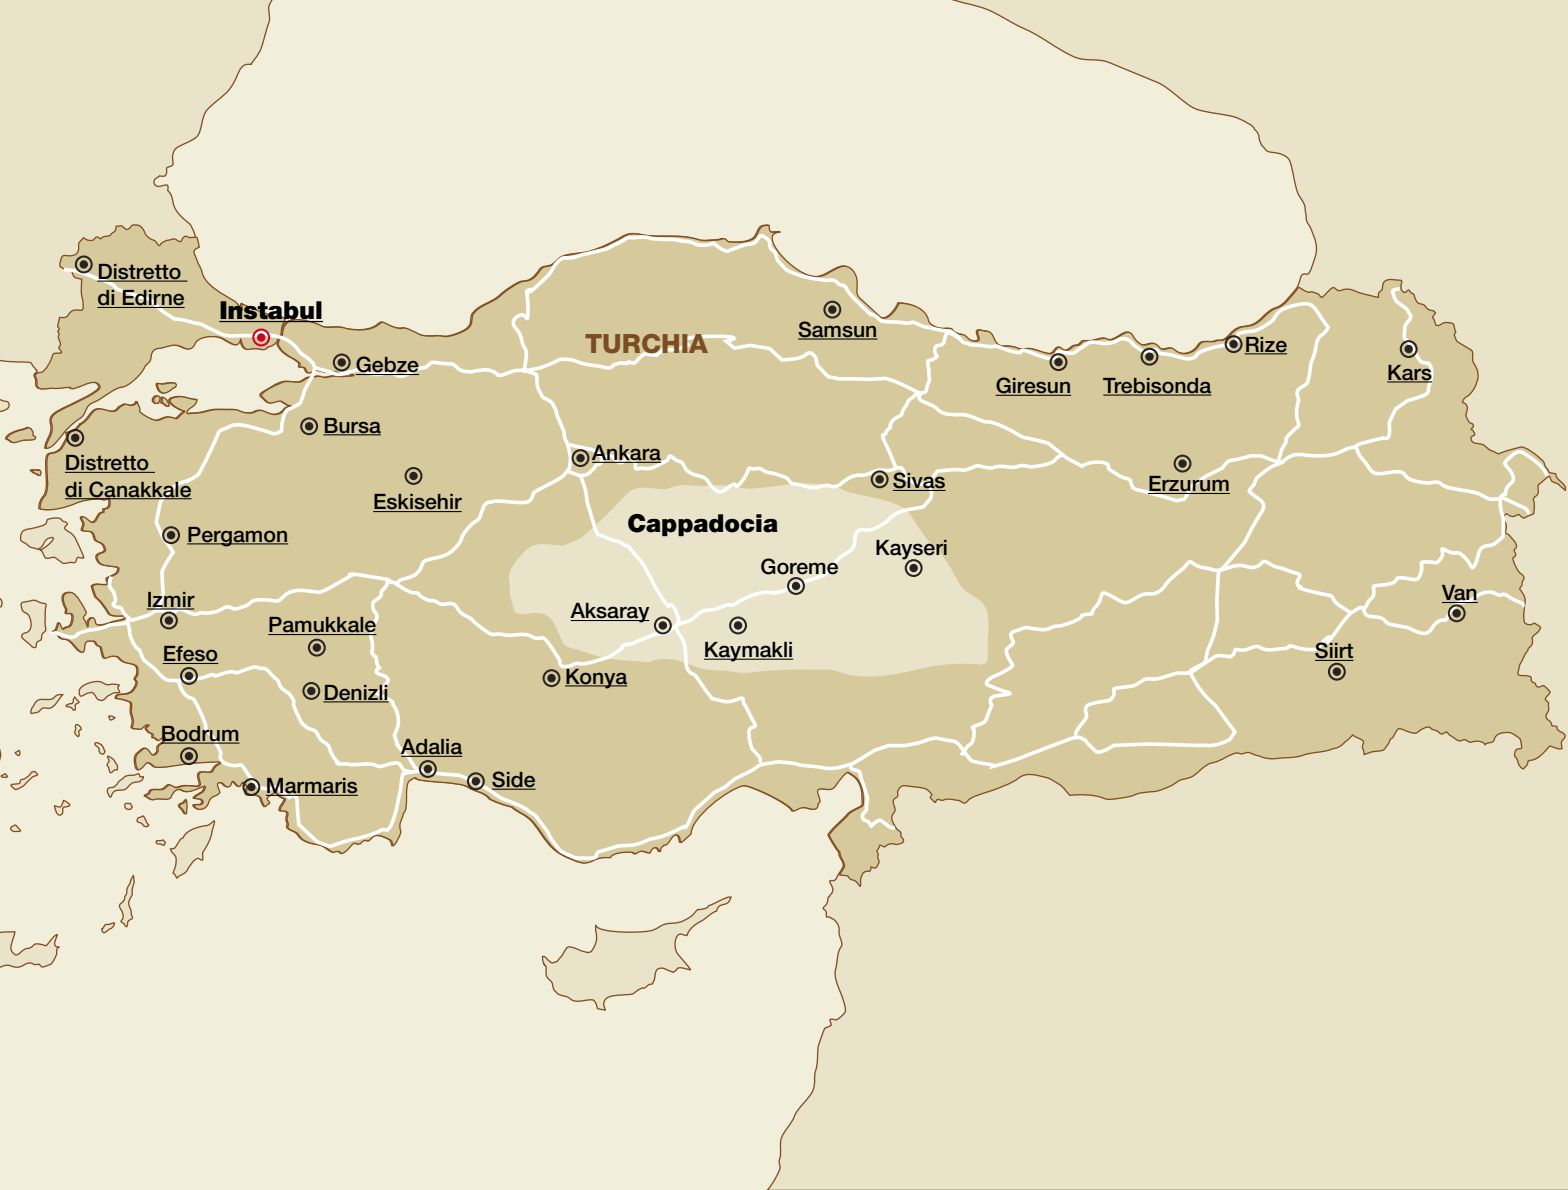 Distretto
di Edirne
Instabul
Gebze
TURCHIA
Samsun
Giresun
Trebisonda
Rize
Kars
Bursa
Distretto
di Canakkale
Eskisehir
Ankara
Sivas
Erzurum
Pergamon
Cappadocia
Kayseri
Goreme
Izmir
Pamukkale
Aksaray
Kaymakli
Van
Siirt
Efeso
Denizli
Konya
Bodrum
Adalia
Side
Marmaris